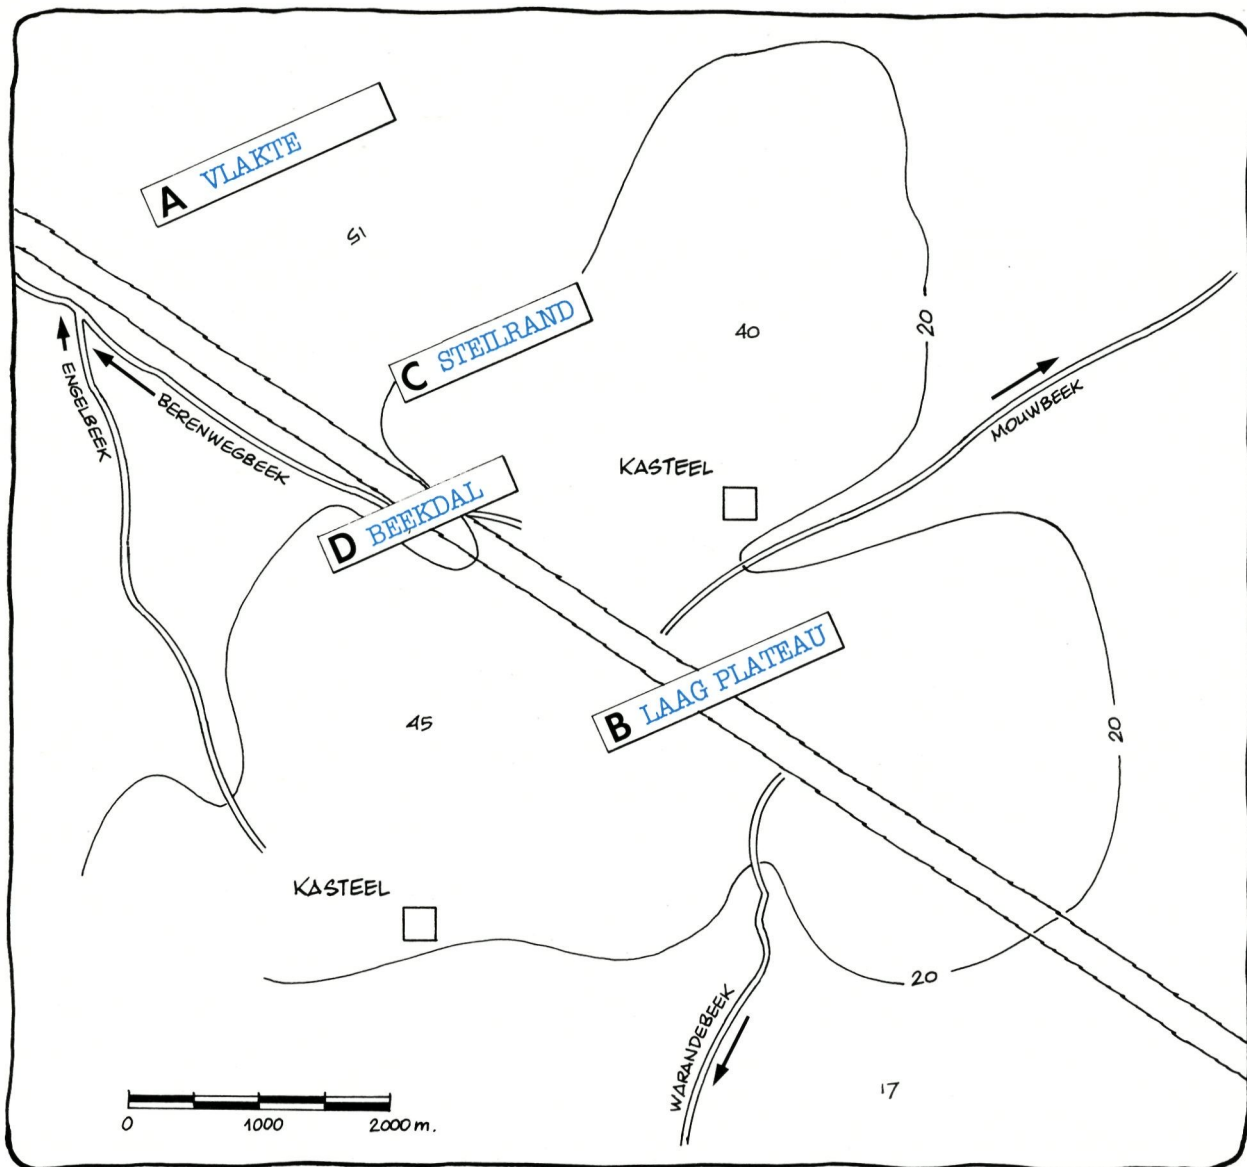 A VLAKTE
15
C STEILRAND
20
40
ENGELBEEK
BERENWEGBEEK
MOUWBEEK
KASTEEL
D BEEKDAL
B LAAG PLATEAU
45
20
KASTEEL
20
WARANDEBEEK
17
0 1000 2000 m.